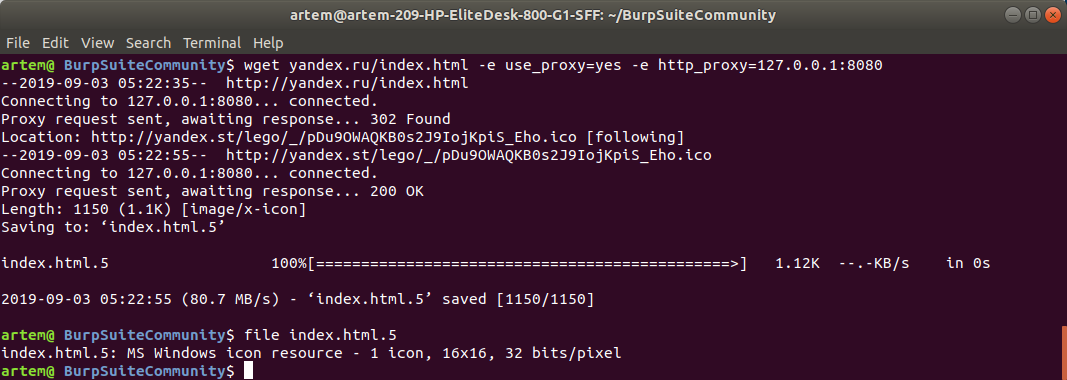 artem@artem-209-HP-EliteDesk-800-G1-SFF: ~/BurpSuiteCommunity
File Edit View Search Terminal Help
artem@ BurpSuiteCommunity$ wget yandex.ru/index.html -e use_proxy=yes -e http_proxy=127.0.0.1:8080
--2019-09-03 05:22:35--  http://yandex.ru/index.html
Connecting to 127.0.0.1:8080... connected.
Proxy request sent, awaiting response... 302 Found
Location: http://yandex.st/lego/_/pDu9OWAQKB0s2J9IojKpiS_Eho.ico [following]
--2019-09-03 05:22:55--  http://yandex.st/lego/_/pDu9OWAQKB0s2J9IojKpiS_Eho.ico
Connecting to 127.0.0.1:8080... connected.
Proxy request sent, awaiting response... 200 OK
Length: 1150 (1.1K) [image/x-icon]
Saving to: ‘index.html.5’
index.html.5 100%[==============================================>] 1.12K --.-KB/s in 0s
2019-09-03 05:22:55 (80.7 MB/s) - ‘index.html.5’ saved [1150/1150]
artem@ BurpSuiteCommunity$ file index.html.5
index.html.5: MS Windows icon resource - 1 icon, 16x16, 32 bits/pixel
artem@ BurpSuiteCommunity$